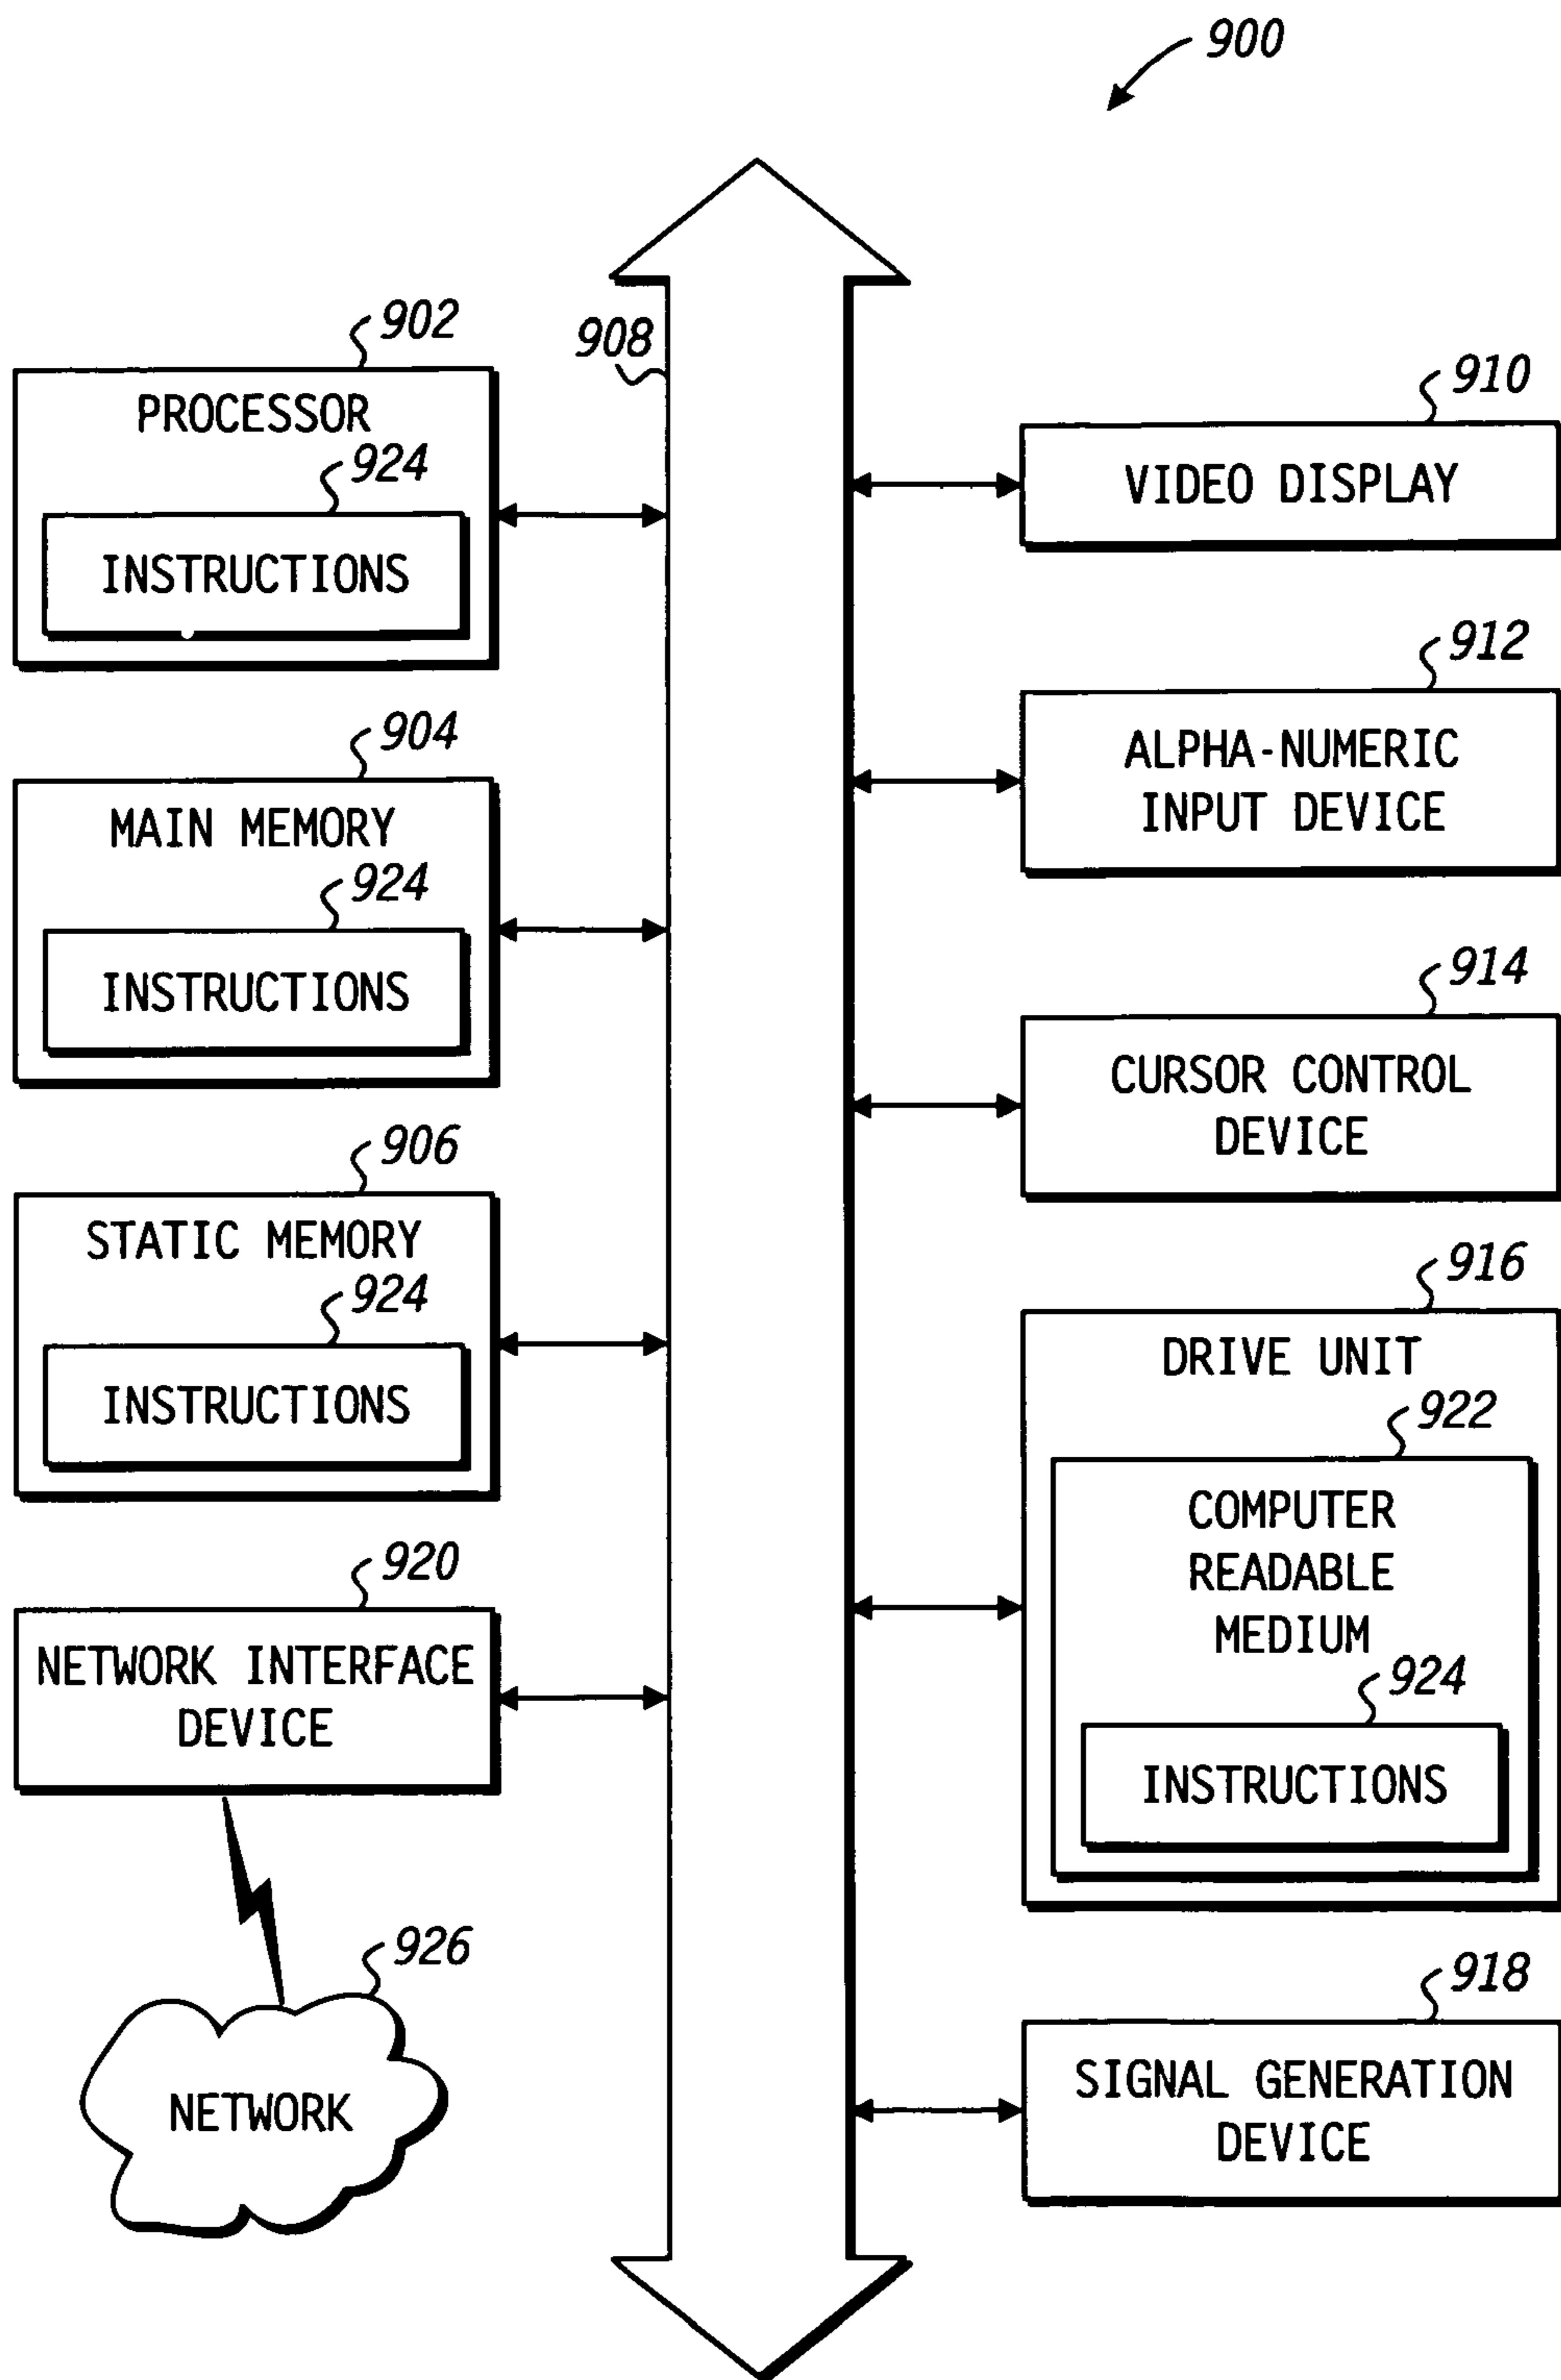 900
902
PROCESSOR
924
INSTRUCTIONS
904
MAIN MEMORY
924
INSTRUCTIONS
906
STATIC MEMORY
924
INSTRUCTIONS
920
NETWORK INTERFACE
DEVICE
926
NETWORK
908
910
VIDEO DISPLAY
912
ALPHA-NUMERIC
INPUT DEVICE
914
CURSOR CONTROL
DEVICE
916
DRIVE UNIT
922
COMPUTER
READABLE
MEDIUM
924
INSTRUCTIONS
918
SIGNAL GENERATION
DEVICE